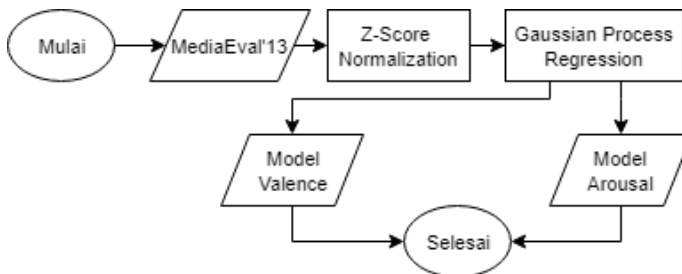 Mulai
MediaEval'13
Z-Score
Normalization
Gaussian Process
Regression
Model
Valence
Model
Arousal
Selesai